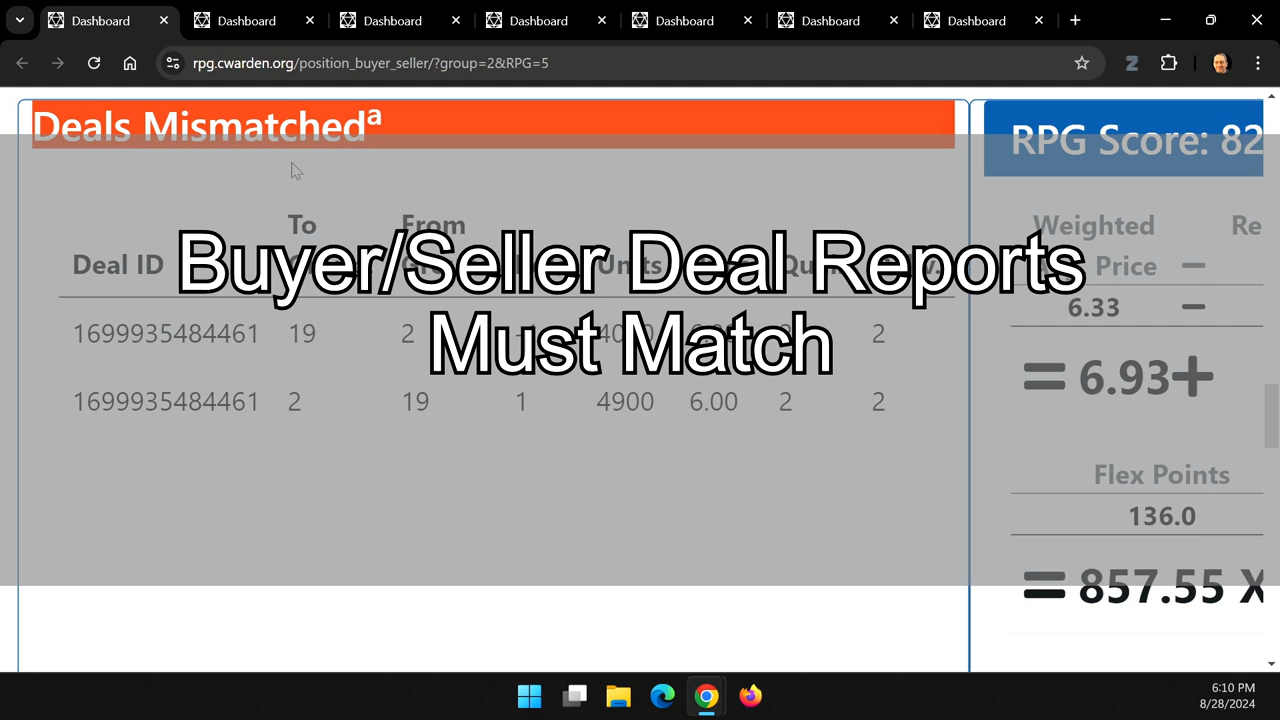 Dashboard
Dashboard
Dashboard
Dashboard
Dashboard
Dashboard
Dashboard
rpg.cwarden.org/position_buyer_seller/?group=2&RPG=5
Deals Mismatchedᵃ
RPG Score: 82
Buyer/Seller Deal Reports
Must Match
To
From
Deal ID
Units
1699935484461 19 2
2
1699935484461 2 19 1 4900 6.00 2 2
Weighted
Re
Price
6.33
= 6.93+
Flex Points
136.0
= 857.55 X
6:10 PM
8/28/2024